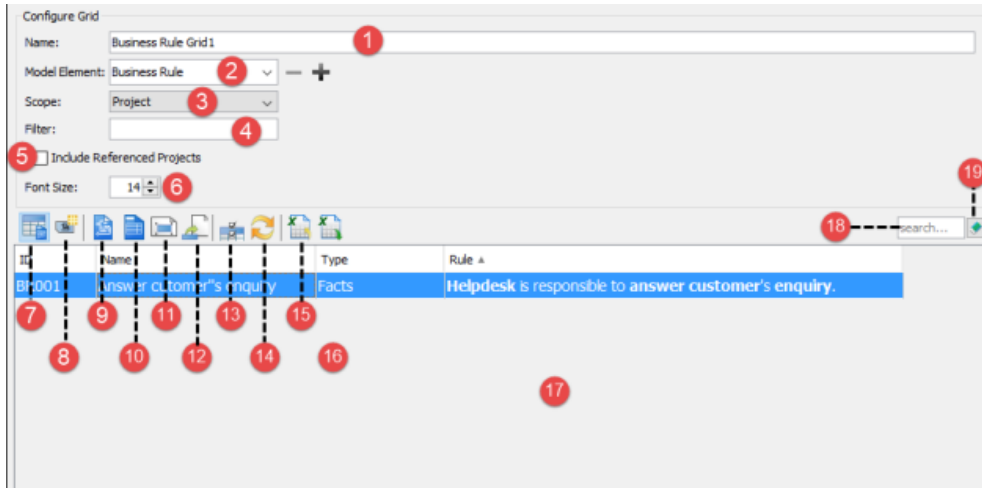 Configure Grid
Name: Business Rule Grid1 1
Model Element: Business Rule 2
Scope: Project 3
Filter: 4
5 Include Referenced Projects
Font Size: 14 6
19
18 search...
ID Name Type Rule
BR001 Answer cutomer"s enquiry Facts Helpdesk is responsible to answer customer's enquiry.
7 9 11 13 15
8 10 12 14 16
17